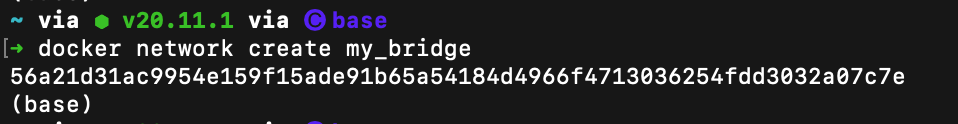 ~ via ⬢ v20.11.1 via Ⓒ base
➜ docker network create my_bridge
56a21d31ac9954e159f15ade91b65a54184d4966f4713036254fdd3032a07c7e
(base)